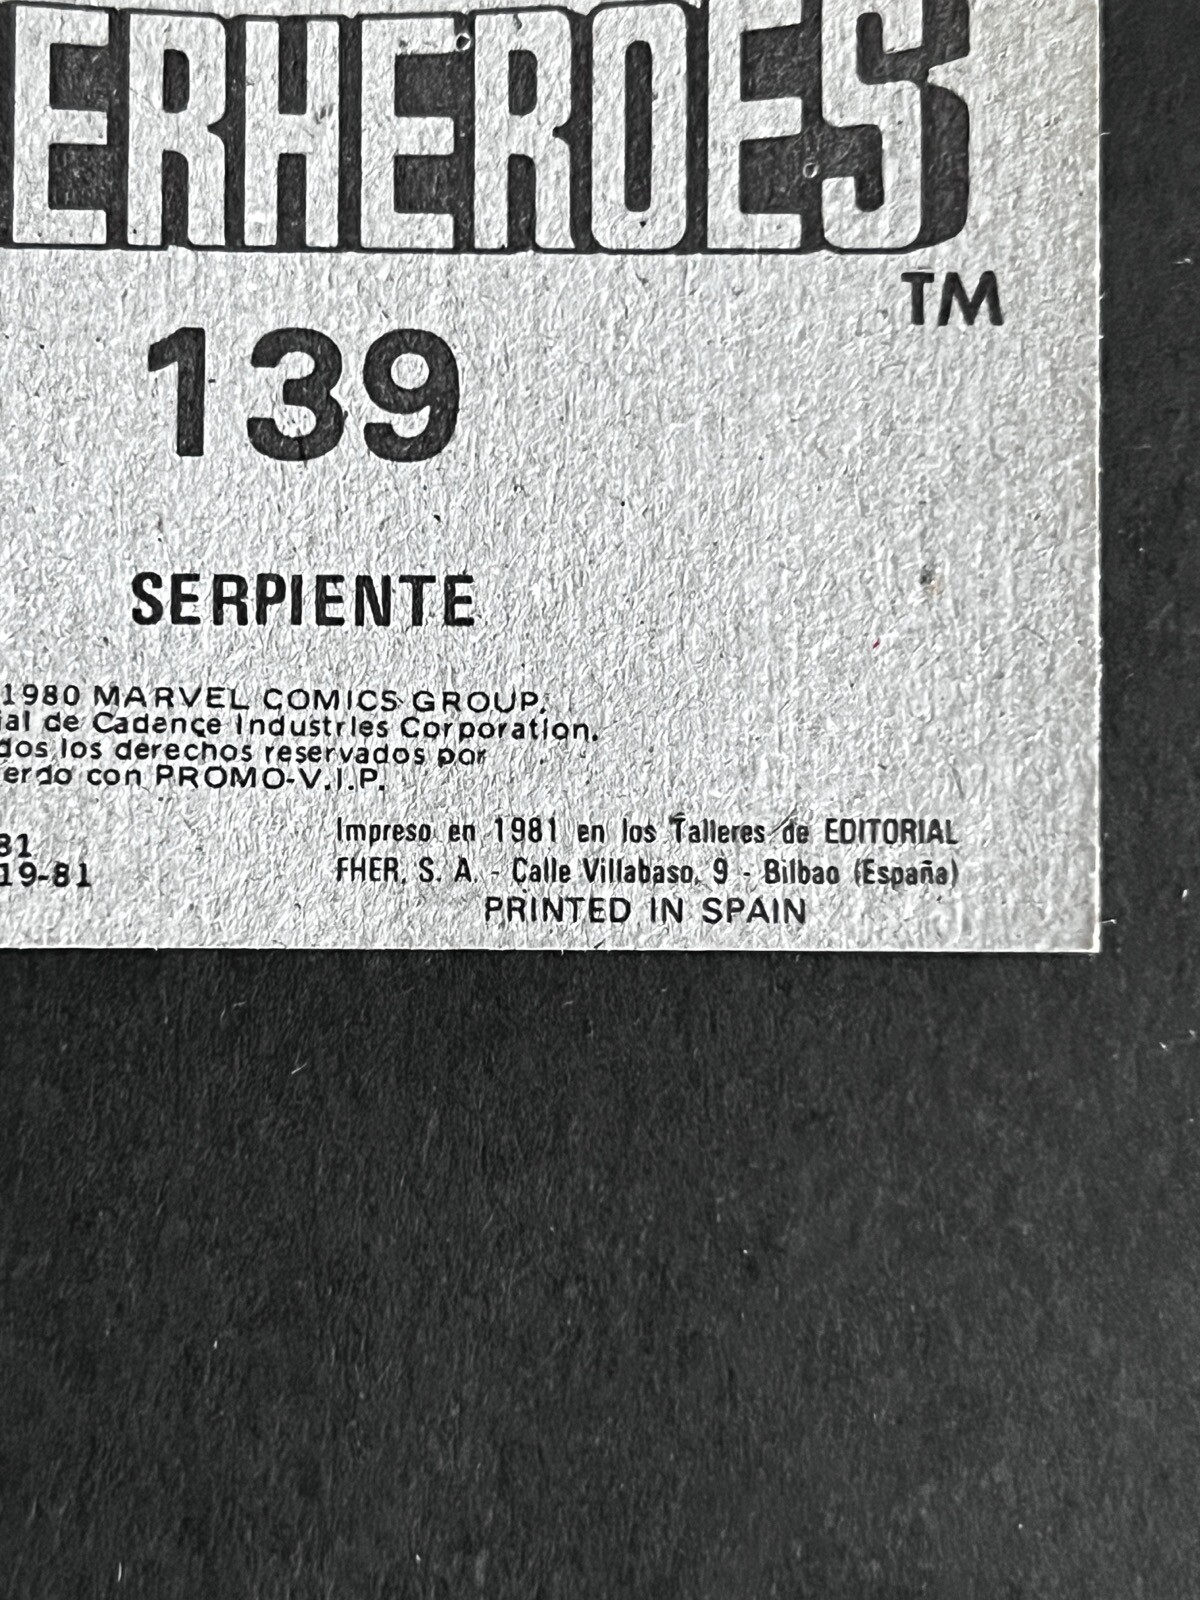 ERHEROES
TM
139
SERPIENTE
1980 MARVEL COMICS GROUP.
ial de Cadence Industries Corporation.
dos los derechos reservados por
erdo con PROMO-V.I.P.
81
19-81
Impreso en 1981 en los Talleres de EDITORIAL
FHER, S. A. - Calle Villabaso, 9 - Bilbao (España)
PRINTED IN SPAIN